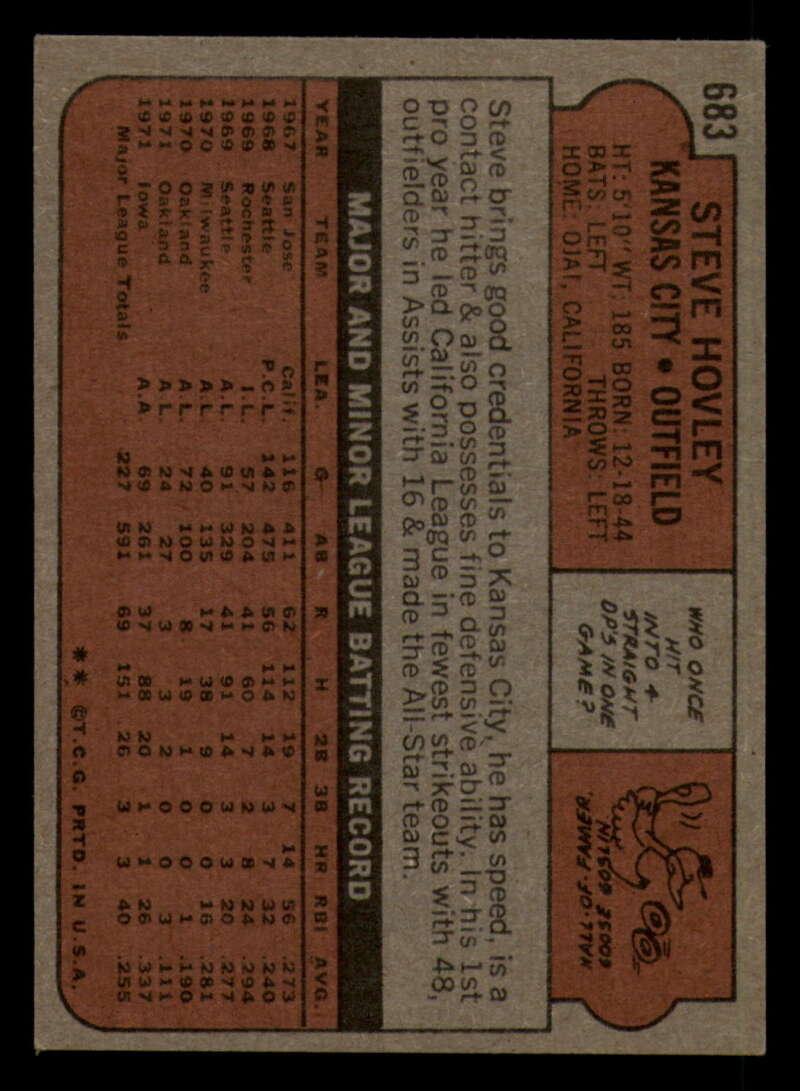 683
STEVE HOVLEY
KANSAS CITY • OUTFIELD
HT: 5'10" WT: 185 BORN: 12-18-44
BATS: LEFT THROWS: LEFT
HOME: OJAI, CALIFORNIA
WHO ONCE
HIT
INTO 4
STRAIGHT
DP'S IN ONE
GAME?
HALL-OF-FAMER,
GOOSE GOSLIN
Steve brings good credentials to Kansas City, he has speed, is a
contact hitter & also possesses fine defensive ability. In his 1st
pro year he led California League in fewest strikeouts with 48,
outfielders in Assists with 16 & made the All-Star team.
MAJOR AND MINOR LEAGUE BATTING RECORD
YEAR TEAM LEA. G AB R H 2B 3B HR RBI AVG.
1967 San Jose Calif. 116 411 62 112 19 7 14 56 .273
1968 Seattle P.C.L. 142 475 56 114 14 3 7 32 .240
1969 Rochester I.L. 57 204 41 60 7 2 8 24 .294
1969 Seattle A.L. 91 329 41 91 14 3 3 20 .277
1970 Milwaukee A.L. 40 135 17 38 9 0 0 16 .281
1970 Oakland A.L. 72 100 8 19 1 0 0 1 .190
1971 Oakland A.L. 24 27 3 3 2 0 0 3 .111
1971 Iowa A.A 69 261 37 88 20 1 1 26 .337
Major League Totals 227 591 69 151 26 3 3 40 .255
** ©T.C.G. PRTD. IN U.S.A.